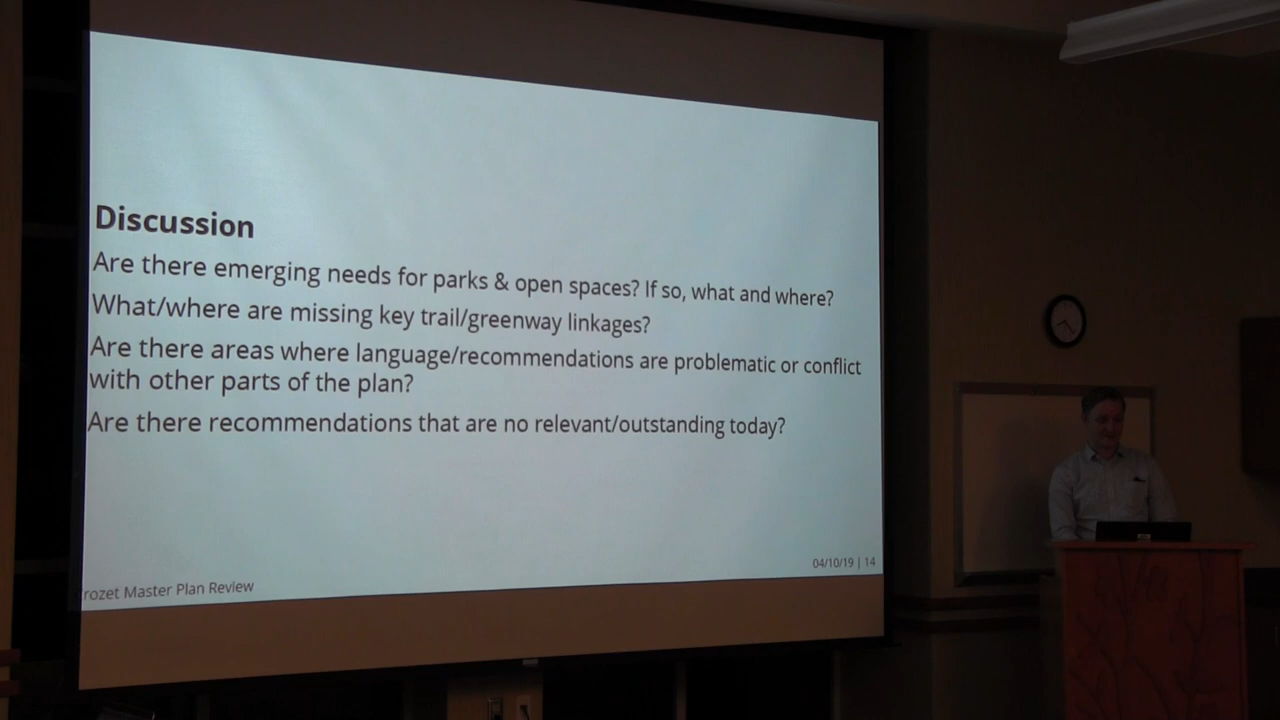 Discussion
Are there emerging needs for parks & open spaces? If so, what and where?
What/where are missing key trail/greenway linkages?
Are there areas where language/recommendations are problematic or conflict
with other parts of the plan?
Are there recommendations that are no relevant/outstanding today?
rozet Master Plan Review
04/10/19 | 14